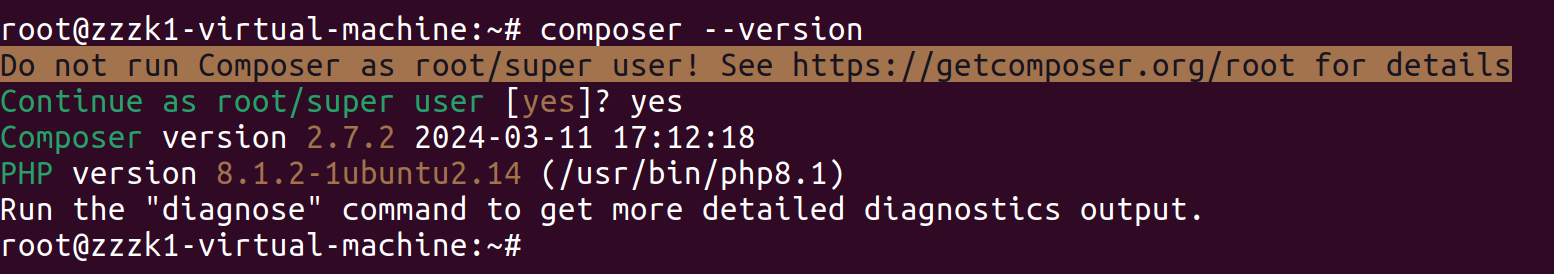 root@zzzk1-virtual-machine:~# composer --version
Do not run Composer as root/super user! See https://getcomposer.org/root for details
Continue as root/super user [yes]? yes
Composer version 2.7.2 2024-03-11 17:12:18
PHP version 8.1.2-1ubuntu2.14 (/usr/bin/php8.1)
Run the "diagnose" command to get more detailed diagnostics output.
root@zzzk1-virtual-machine:~#